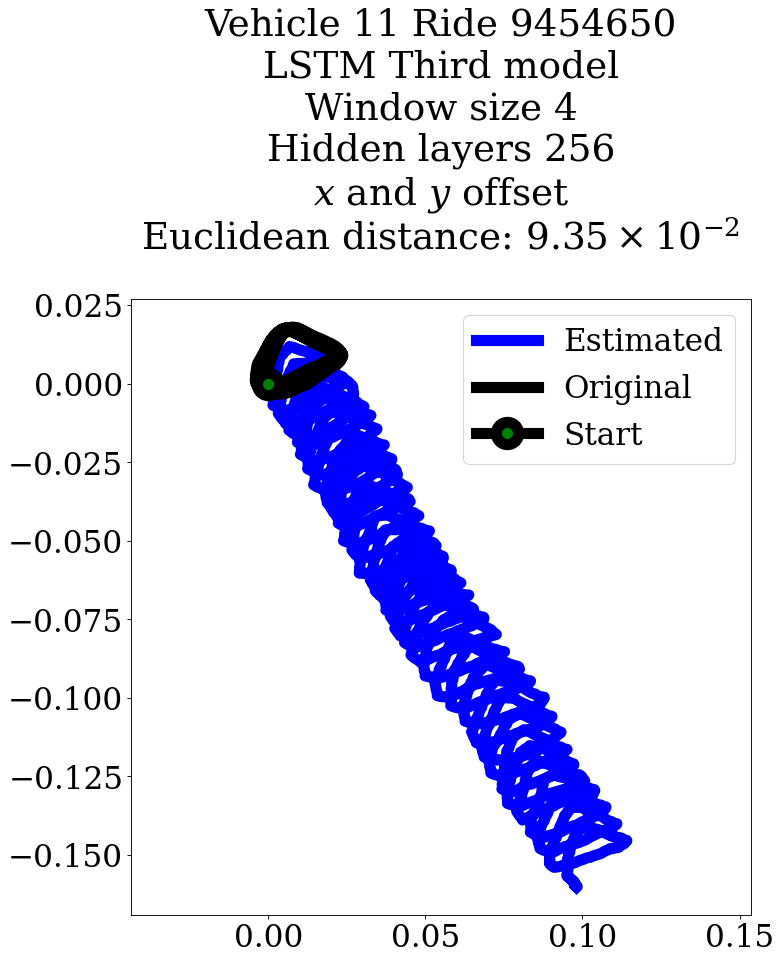 Vehicle 11 Ride 9454650
LSTM Third model
Window size 4
Hidden layers 256
x and y offset
Euclidean distance: 9.35 × 10⁻²
Estimated
Original
Start
0.025
0.000
−0.025
−0.050
−0.075
−0.100
−0.125
−0.150
0.00 0.05 0.10 0.15